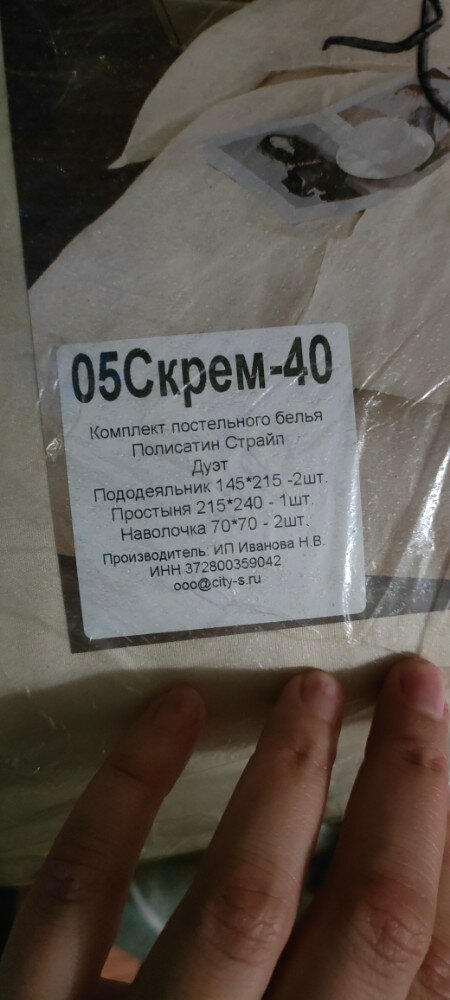 05Скрем-40
Комплект постельного белья
Полисатин Страйп
Дуэт
Пододеяльник 145*215 -2шт.
Простыня 215*240 - 1шт.
Наволочка 70*70 - 2шт.
Производитель: ИП Иванова Н.В.
ИНН 372800359042
ooo@city-s.ru